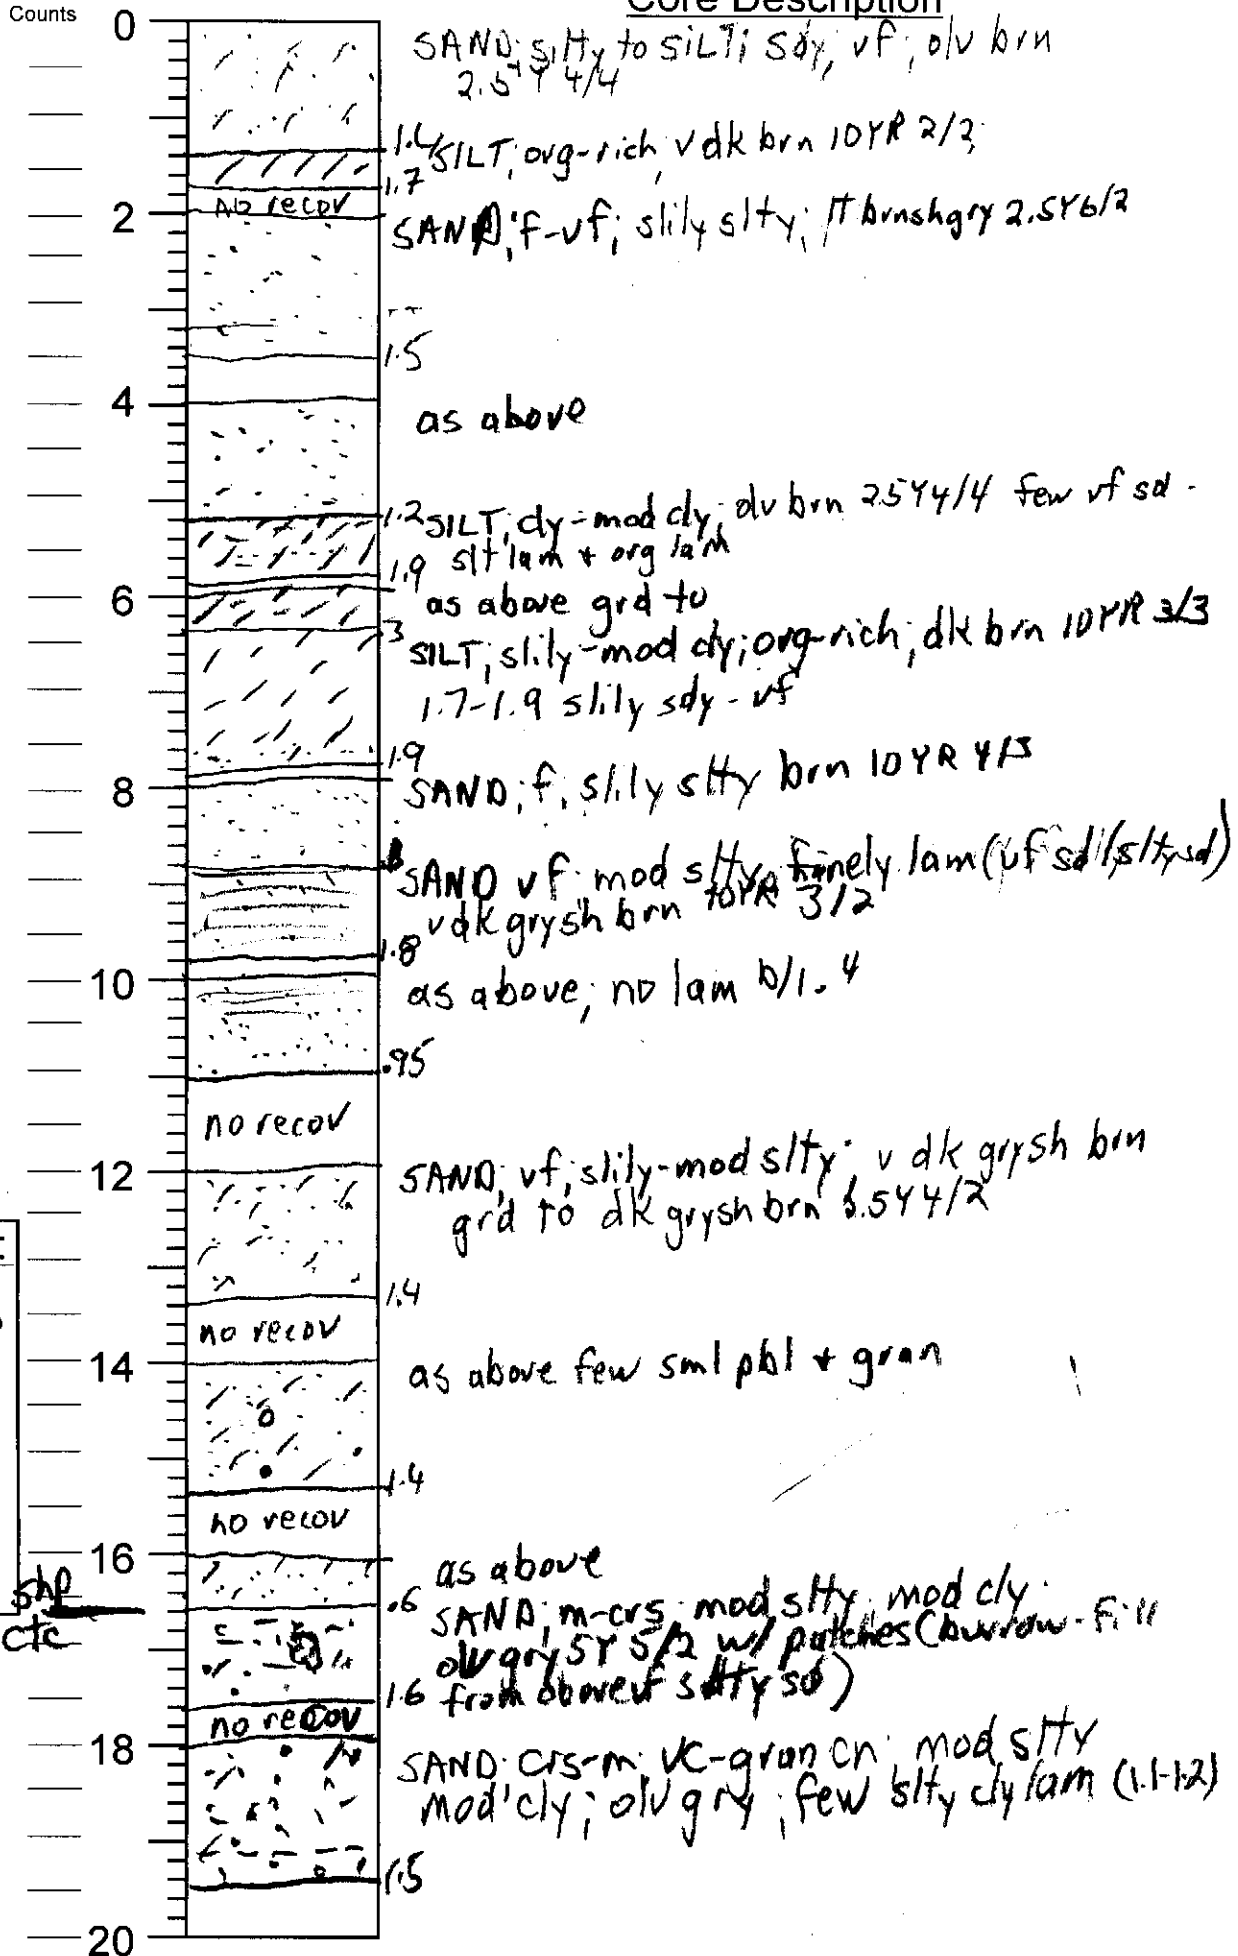 Counts
Core Description
0
SAND; slty to SILT; sdy, vf; olv brn
2.5Y 4/4
1.4
SILT; org-rich, v dk brn 10YR 2/2;
1.7
no recov
2
SAND; f-vf; slily slty; lt brnshgry 2.5Y6/2
1.5
4
as above
1.2
SILT; cly-mod cly; olv brn 2.5Y4/4 few vf sd-
slt lam + org lam
1.9
6
as above grd to
3
SILT; slily-mod cly; org-rich; dk brn 10YR 3/3
1.7-1.9 slily sdy-vf
1.9
8
SAND; f, slily slty brn 10YR 4/3
SAND vf mod slty finely lam (vf sd/slty sd)
vdk grysh brn 10YR 3/2
1.8
10
as above; no lam b/1.4
.95
no recov
12
SAND; vf; slily-mod slty; v dk grysh brn
grd to dk grysh brn 4/2
1.4
no recov
14
as above few sml pbl + gran
1.4
no recov
16
as above
shp
ctc
.6
SAND; m-crs; mod slty; mod cly;
olv gry 5Y 5/2 w/ patches (burrow-fill
from above vf slty sd)
1.6
no recov
18
SAND; crs-m; vc-gran cn; mod slty
mod cly; olv gry; few slty cly lam (1.1-1.2)
1.5
20